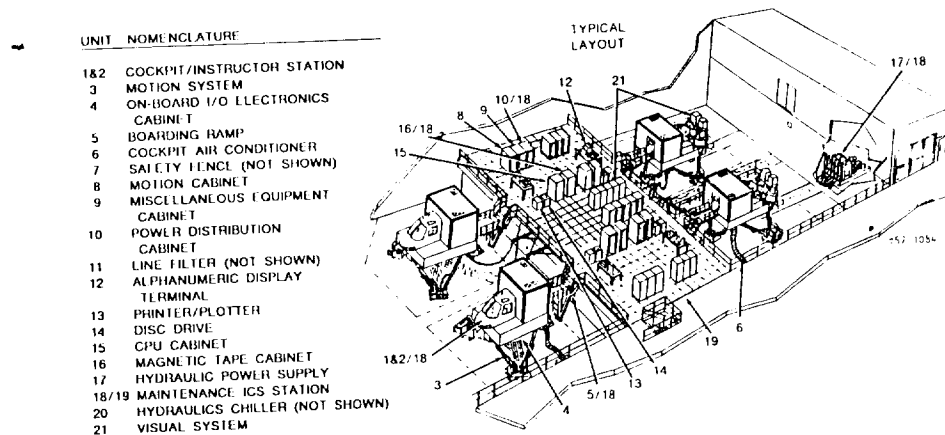 UNIT NOMENCLATURE
TYPICAL
LAYOUT
1&2 COCKPIT/INSTRUCTOR STATION
3 MOTION SYSTEM
4 ON-BOARD I/O ELECTRONICS
CABINET
5 BOARDING RAMP
6 COCKPIT AIR CONDITIONER
7 SAFETY FENCE (NOT SHOWN)
8 MOTION CABINET
9 MISCELLANEOUS EQUIPMENT
CABINET
10 POWER DISTRIBUTION
CABINET
11 LINE FILTER (NOT SHOWN)
12 ALPHANUMERIC DISPLAY
TERMINAL
13 PRINTER/PLOTTER
14 DISC DRIVE
15 CPU CABINET
16 MAGNETIC TAPE CABINET
17 HYDRAULIC POWER SUPPLY
18/19 MAINTENANCE ICS STATION
20 HYDRAULICS CHILLER (NOT SHOWN)
21 VISUAL SYSTEM
17/18
21
12
10/18
9
8
16/18
15
1&2/18
3
4
5/18
13
14
19
6